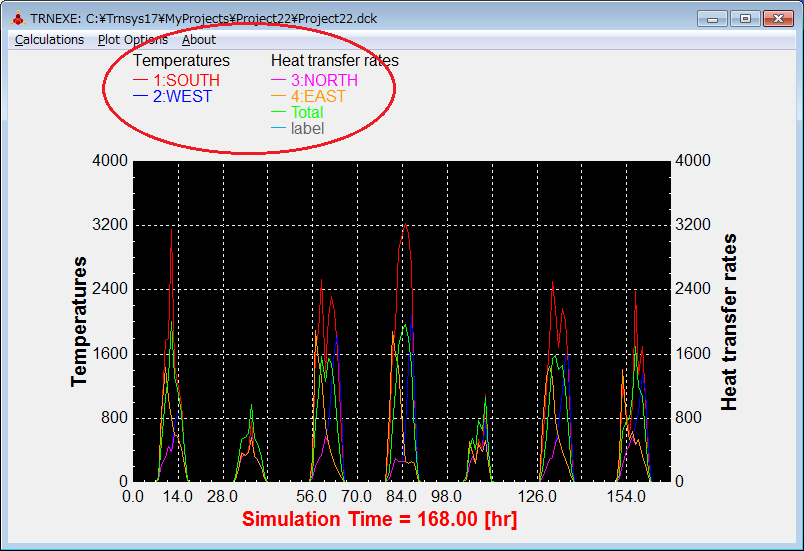 TRNEXE: C:¥Trnsys17¥MyProjects¥Project22¥Project22.dck
Calculations Plot Options About
Temperatures Heat transfer rates
1:SOUTH 3:NORTH
2:WEST 4:EAST
Total
label
4000 4000
3200 3200
2400 2400
1600 1600
800 800
0 0
Temperatures
Heat transfer rates
0.0 14.0 28.0 56.0 70.0 84.0 98.0 126.0 154.0
Simulation Time = 168.00 [hr]